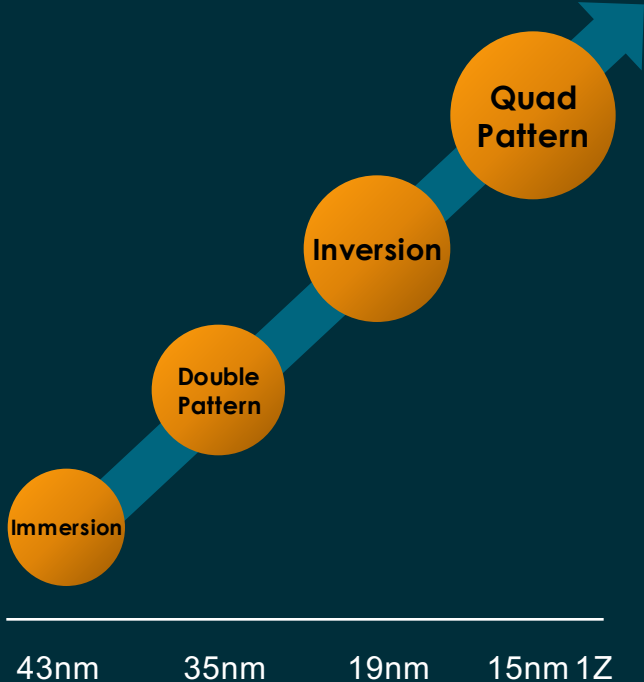 Quad
Pattern
Inversion
Double
Pattern
Immersion
43nm 35nm 19nm 15nm 1Z